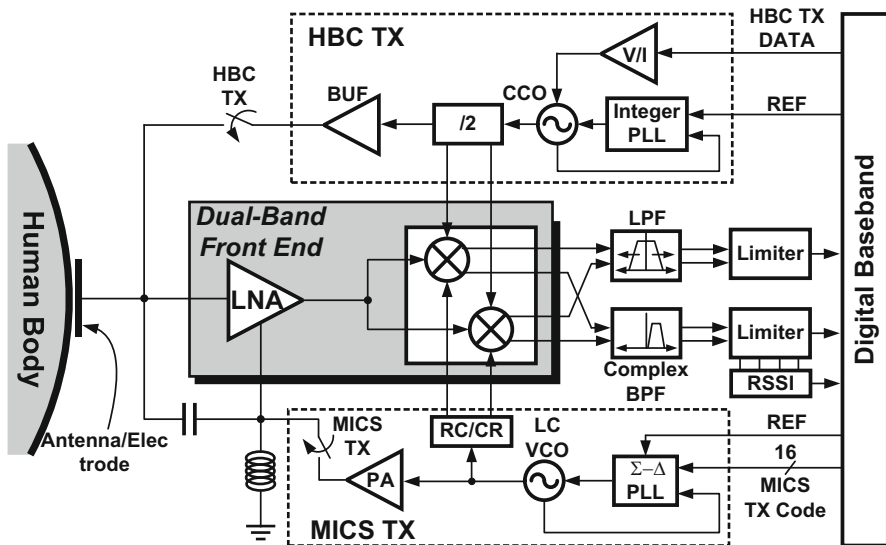 HBC TX
HBC TX
DATA
V/I
HBC
TX
BUF
CCO
/2
Integer
PLL
REF
Dual-Band
Front End
LNA
LPF
Limiter
Complex
BPF
Limiter
RSSI
Human Body
Digital Baseband
Antenna/Elec
trode
MICS
TX
RC/CR
LC
VCO
PA
Σ−Δ
PLL
REF
16
MICS
TX Code
MICS TX